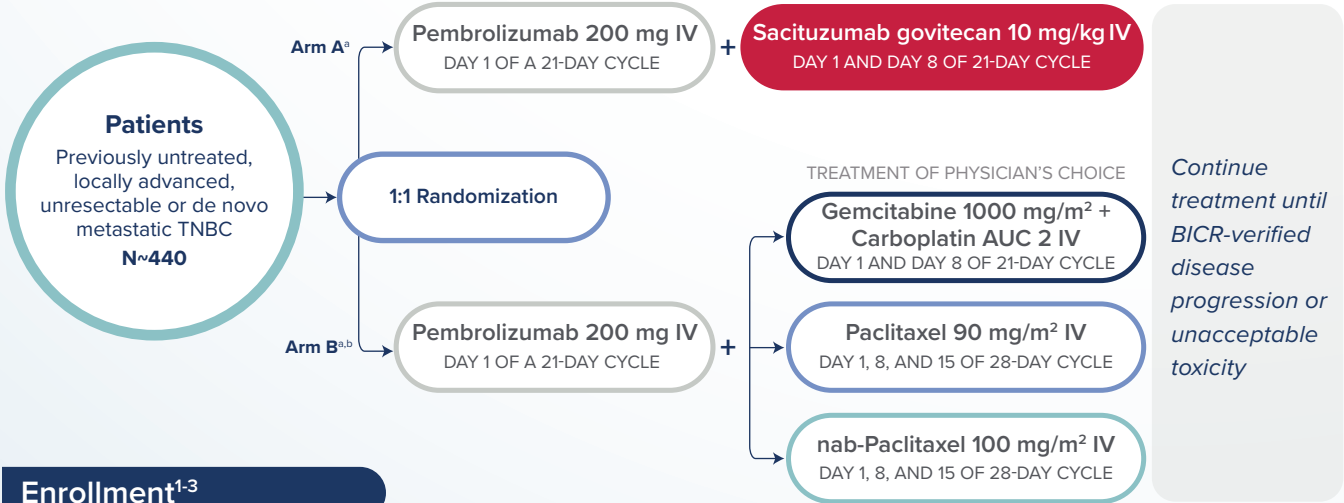 Patients
Previously untreated,
locally advanced,
unresectable or de novo
metastatic TNBC
N~440
1:1 Randomization
Arm Aᵃ
Pembrolizumab 200 mg IV
DAY 1 OF A 21-DAY CYCLE
+
Sacituzumab govitecan 10 mg/kg IV
DAY 1 AND DAY 8 OF 21-DAY CYCLE
Arm Bᵃ,ᵇ
Pembrolizumab 200 mg IV
DAY 1 OF A 21-DAY CYCLE
+
TREATMENT OF PHYSICIAN’S CHOICE
Gemcitabine 1000 mg/m² +
Carboplatin AUC 2 IV
DAY 1 AND DAY 8 OF 21-DAY CYCLE
Paclitaxel 90 mg/m² IV
DAY 1, 8, AND 15 OF 28-DAY CYCLE
nab-Paclitaxel 100 mg/m² IV
DAY 1, 8, AND 15 OF 28-DAY CYCLE
Continue
treatment until
BICR-verified
disease
progression or
unacceptable
toxicity
Enrollment¹⁻³